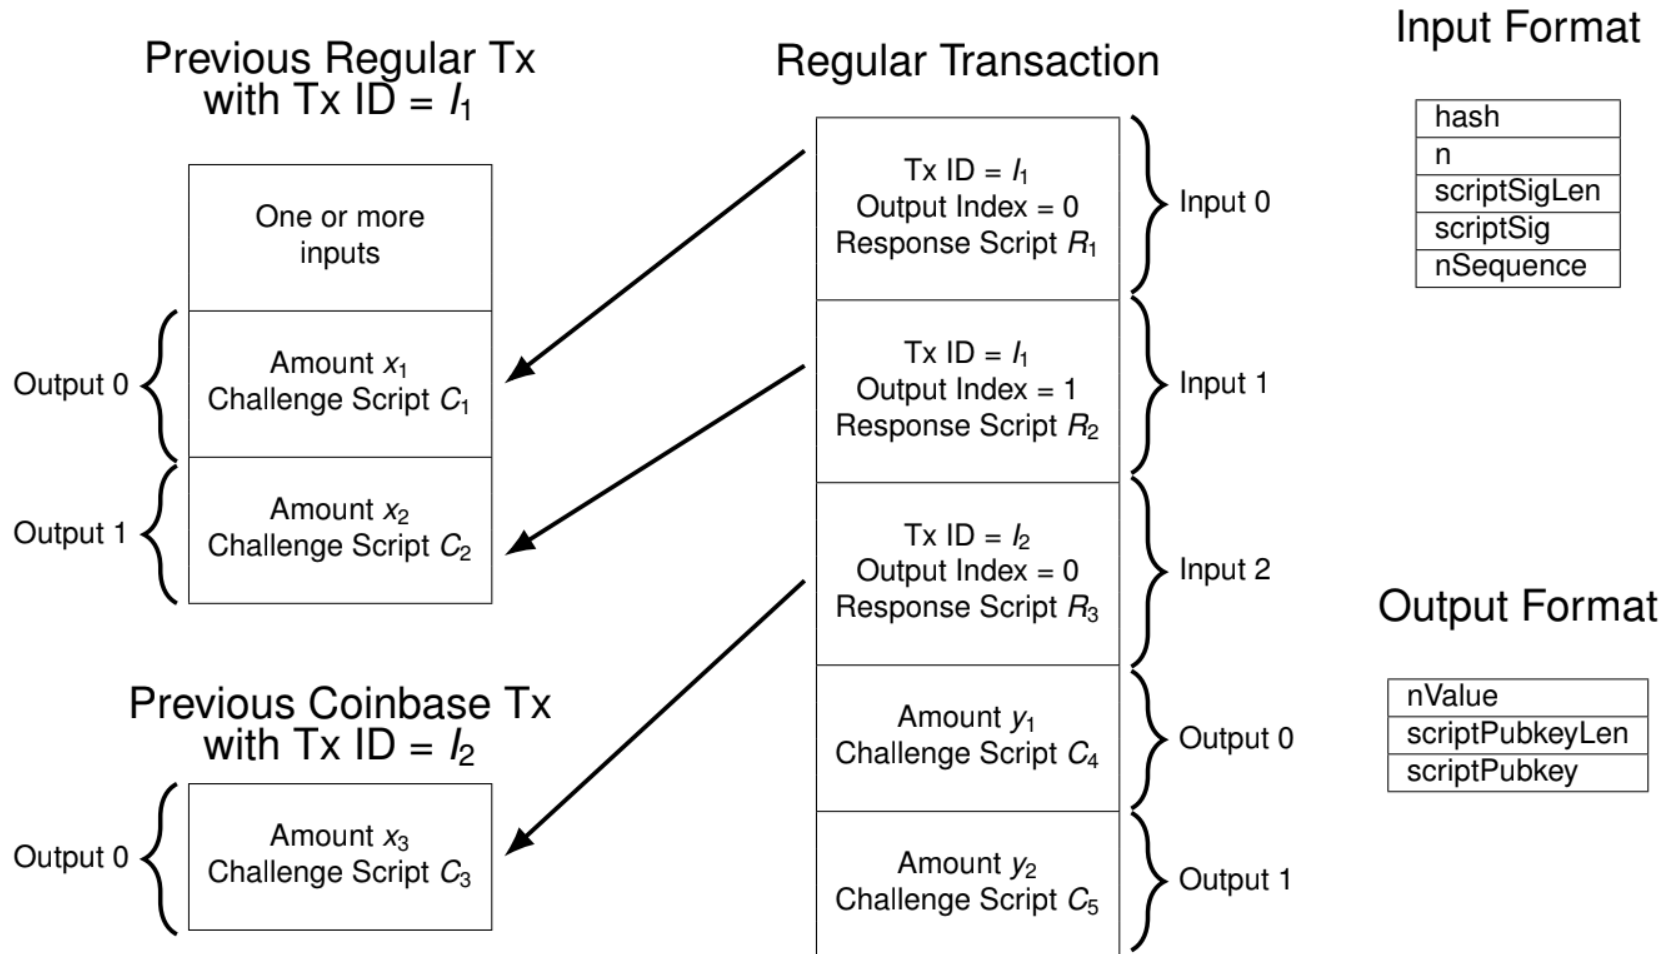 Previous Regular Tx
with Tx ID = I₁
One or more
inputs
Output 0
Amount x₁
Challenge Script C₁
Output 1
Amount x₂
Challenge Script C₂
Previous Coinbase Tx
with Tx ID = I₂
Output 0
Amount x₃
Challenge Script C₃
Regular Transaction
Tx ID = I₁
Output Index = 0
Response Script R₁
Input 0
Tx ID = I₁
Output Index = 1
Response Script R₂
Input 1
Tx ID = I₂
Output Index = 0
Response Script R₃
Input 2
Amount y₁
Challenge Script C₄
Output 0
Amount y₂
Challenge Script C₅
Output 1
Input Format
hash
n
scriptSigLen
scriptSig
nSequence
Output Format
nValue
scriptPubkeyLen
scriptPubkey